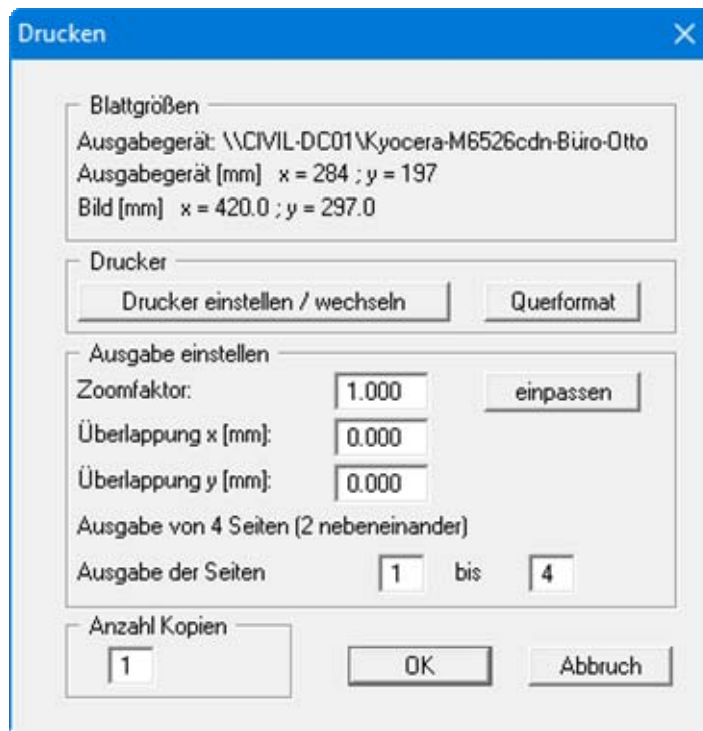 Drucken
Blattgrößen
Ausgabegerät: \\CIVIL-DC01\Kyocera-M6526cdn-Büro-Otto
Ausgabegerät [mm]   x = 284 ; y = 197
Bild [mm]   x = 420.0 ; y = 297.0
Drucker
Drucker einstellen / wechseln   Querformat
Ausgabe einstellen
Zoomfaktor:   1.000   einpassen
Überlappung x [mm]:   0.000
Überlappung y [mm]:   0.000
Ausgabe von 4 Seiten (2 nebeneinander)
Ausgabe der Seiten   1   bis   4
Anzahl Kopien
1   OK   Abbruch